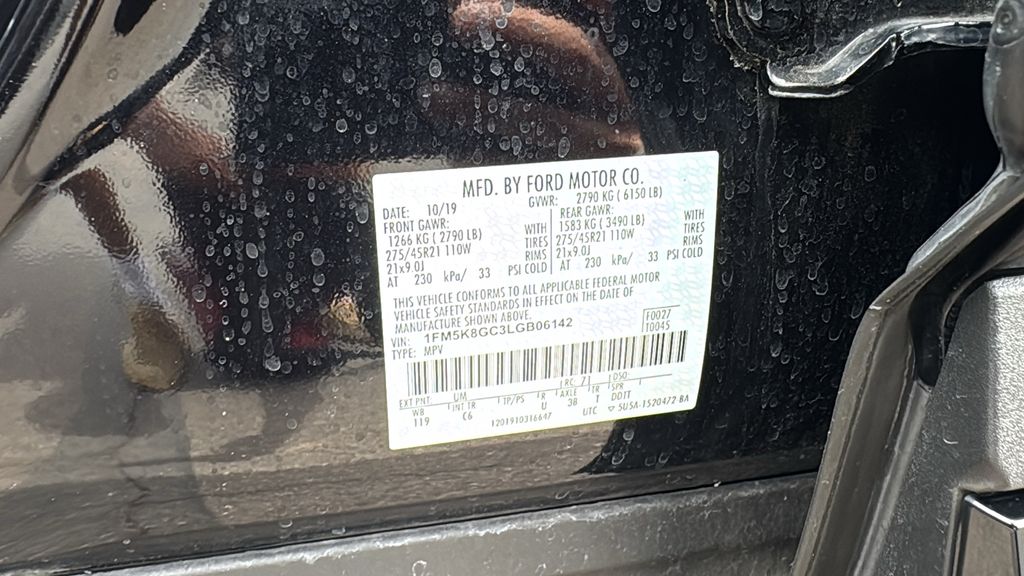 MFD. BY FORD MOTOR CO.
DATE: 10/19 GVWR: 2790 KG ( 6150 LB)
FRONT GAWR: REAR GAWR:
1266 KG ( 2790 LB) WITH 1583 KG ( 3490 LB) WITH
275/45R21 110W TIRES 275/45R21 110W TIRES
21x9.0J RIMS 21x9.0J RIMS
AT 230 kPa/ 33 PSI COLD AT 230 kPa/ 33 PSI COLD
THIS VEHICLE CONFORMS TO ALL APPLICABLE FEDERAL MOTOR
VEHICLE SAFETY STANDARDS IN EFFECT ON THE DATE OF
MANUFACTURE SHOWN ABOVE.
VIN: 1FM5K8GC3LGB06142 F0027
TYPE: MPV T0045
EXT PNT: UM RC: 71 DSO:
WB INT TR TP/PS R AXLE TR SPR
119 C6 U 3B T DDTT
1201910316647 UTC ▽ 5USA-1520472-BA